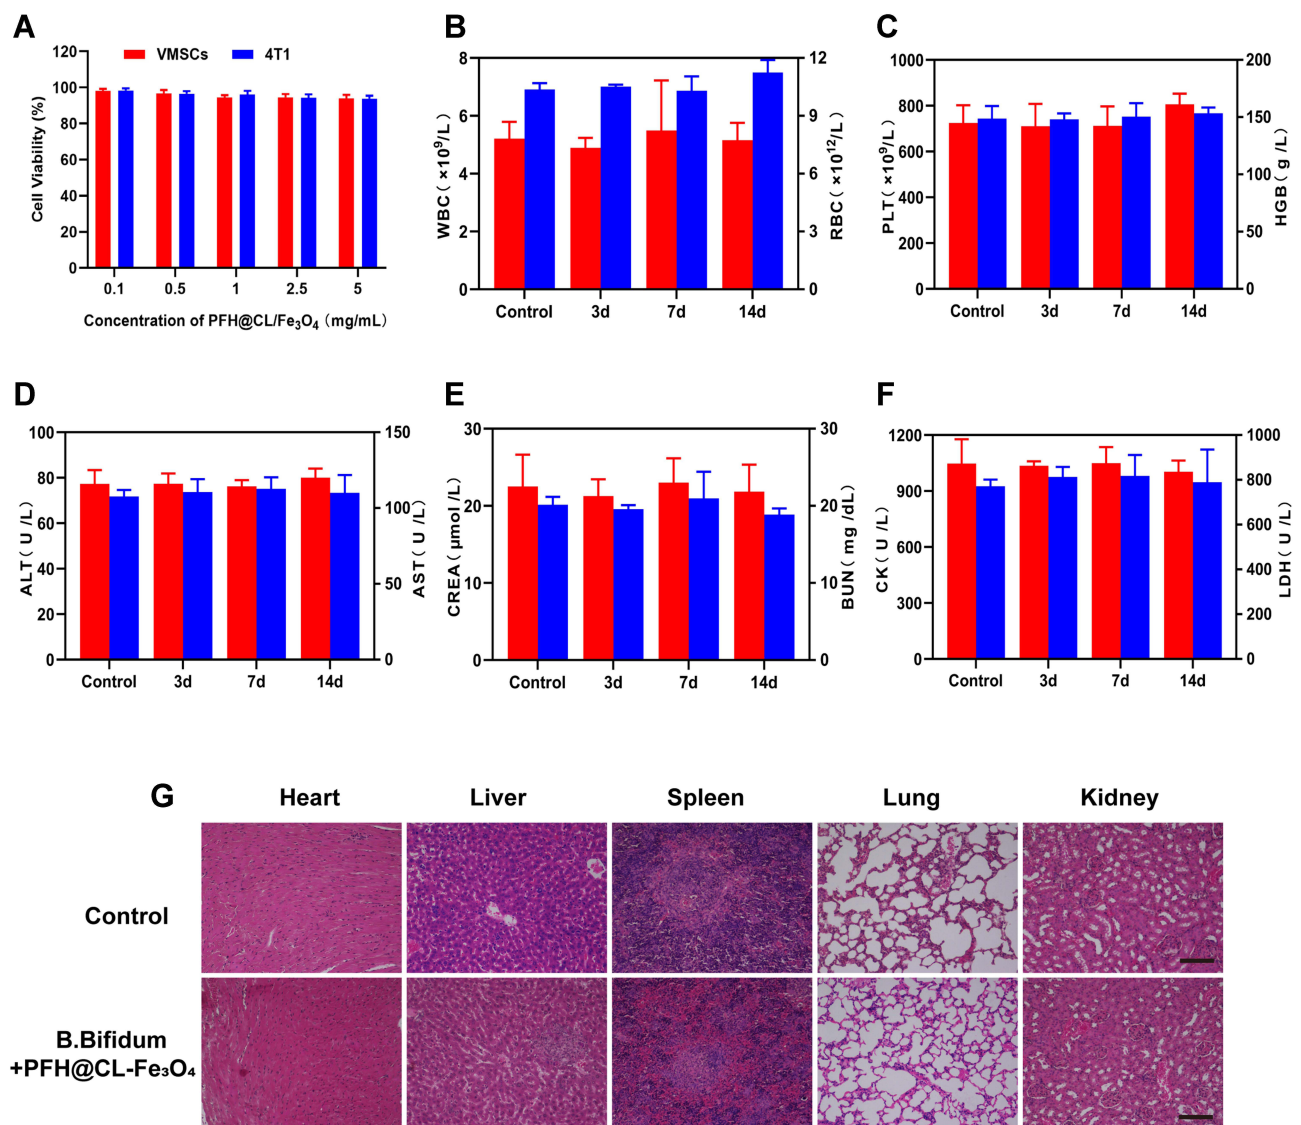 A
120
100
80
60
40
20
0
Cell Viability (%)
VMSCs
4T1
0.1 0.5 1 2.5 5
Concentration of PFH@CL/Fe₃O₄ (mg/mL)
B
8
6
4
2
0
WBC(×10⁹/L)
12
9
6
3
0
RBC(×10¹²/L)
Control 3d 7d 14d
C
1000
800
600
400
200
0
PLT(×10⁹/L)
200
150
100
50
0
HGB(g/L)
Control 3d 7d 14d
D
100
80
60
40
20
0
ALT(U/L)
150
100
50
0
AST(U/L)
Control 3d 7d 14d
E
30
20
10
0
CREA(μmol/L)
30
20
10
0
BUN(mg/dL)
Control 3d 7d 14d
F
1200
900
600
300
0
CK(U/L)
1000
800
600
400
200
0
LDH(U/L)
Control 3d 7d 14d
G
Heart Liver Spleen Lung Kidney
Control
B.Bifidum
+PFH@CL-Fe₃O₄